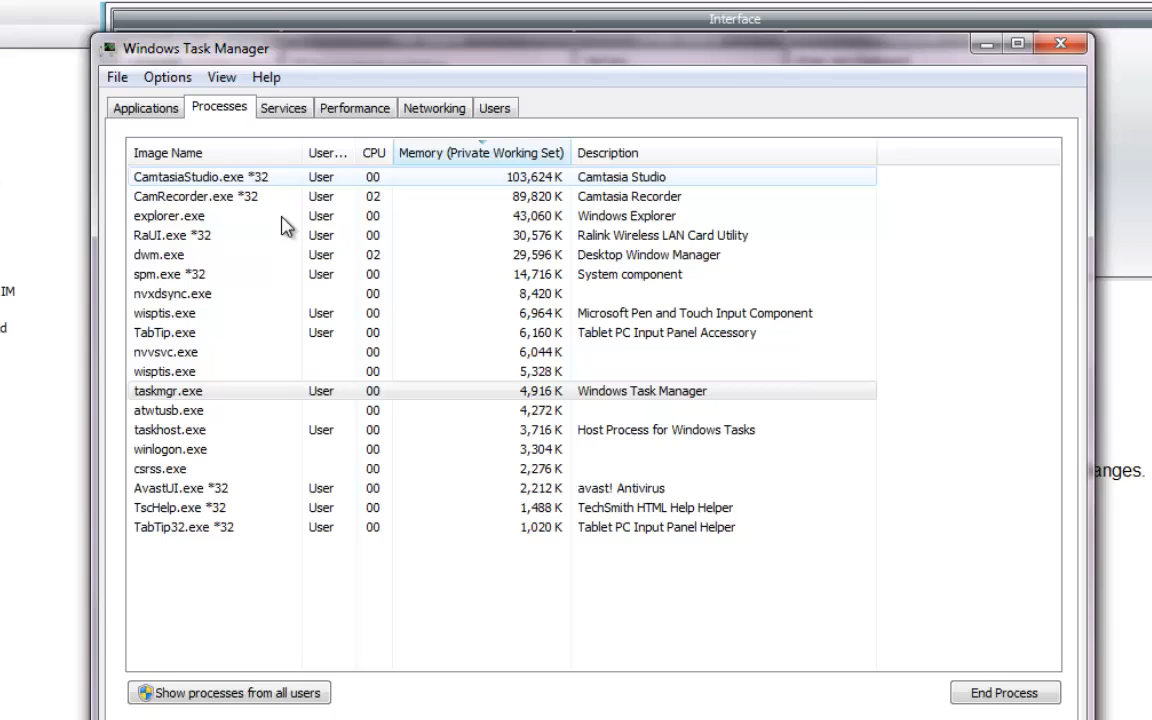 Interface
Windows Task Manager
File Options View Help
Applications Processes Services Performance Networking Users
Image Name User... CPU Memory (Private Working Set) Description
CamtasiaStudio.exe *32 User 00 103,624 K Camtasia Studio
CamRecorder.exe *32 User 02 89,820 K Camtasia Recorder
explorer.exe User 00 43,060 K Windows Explorer
RaUI.exe *32 User 00 30,576 K Ralink Wireless LAN Card Utility
dwm.exe User 02 29,596 K Desktop Window Manager
spm.exe *32 User 00 14,716 K System component
IM
nvxdsync.exe 00 8,420 K
wisptis.exe User 00 6,964 K Microsoft Pen and Touch Input Component
d
TabTip.exe User 00 6,160 K Tablet PC Input Panel Accessory
nvvsvc.exe 00 6,044 K
wisptis.exe 00 5,328 K
taskmgr.exe User 00 4,916 K Windows Task Manager
atwtusb.exe 00 4,272 K
taskhost.exe User 00 3,716 K Host Process for Windows Tasks
winlogon.exe 00 3,304 K
csrss.exe 00 2,276 K
anges.
AvastUI.exe *32 User 00 2,212 K avast! Antivirus
TscHelp.exe *32 User 00 1,488 K TechSmith HTML Help Helper
TabTip32.exe *32 User 00 1,020 K Tablet PC Input Panel Helper
Show processes from all users End Process